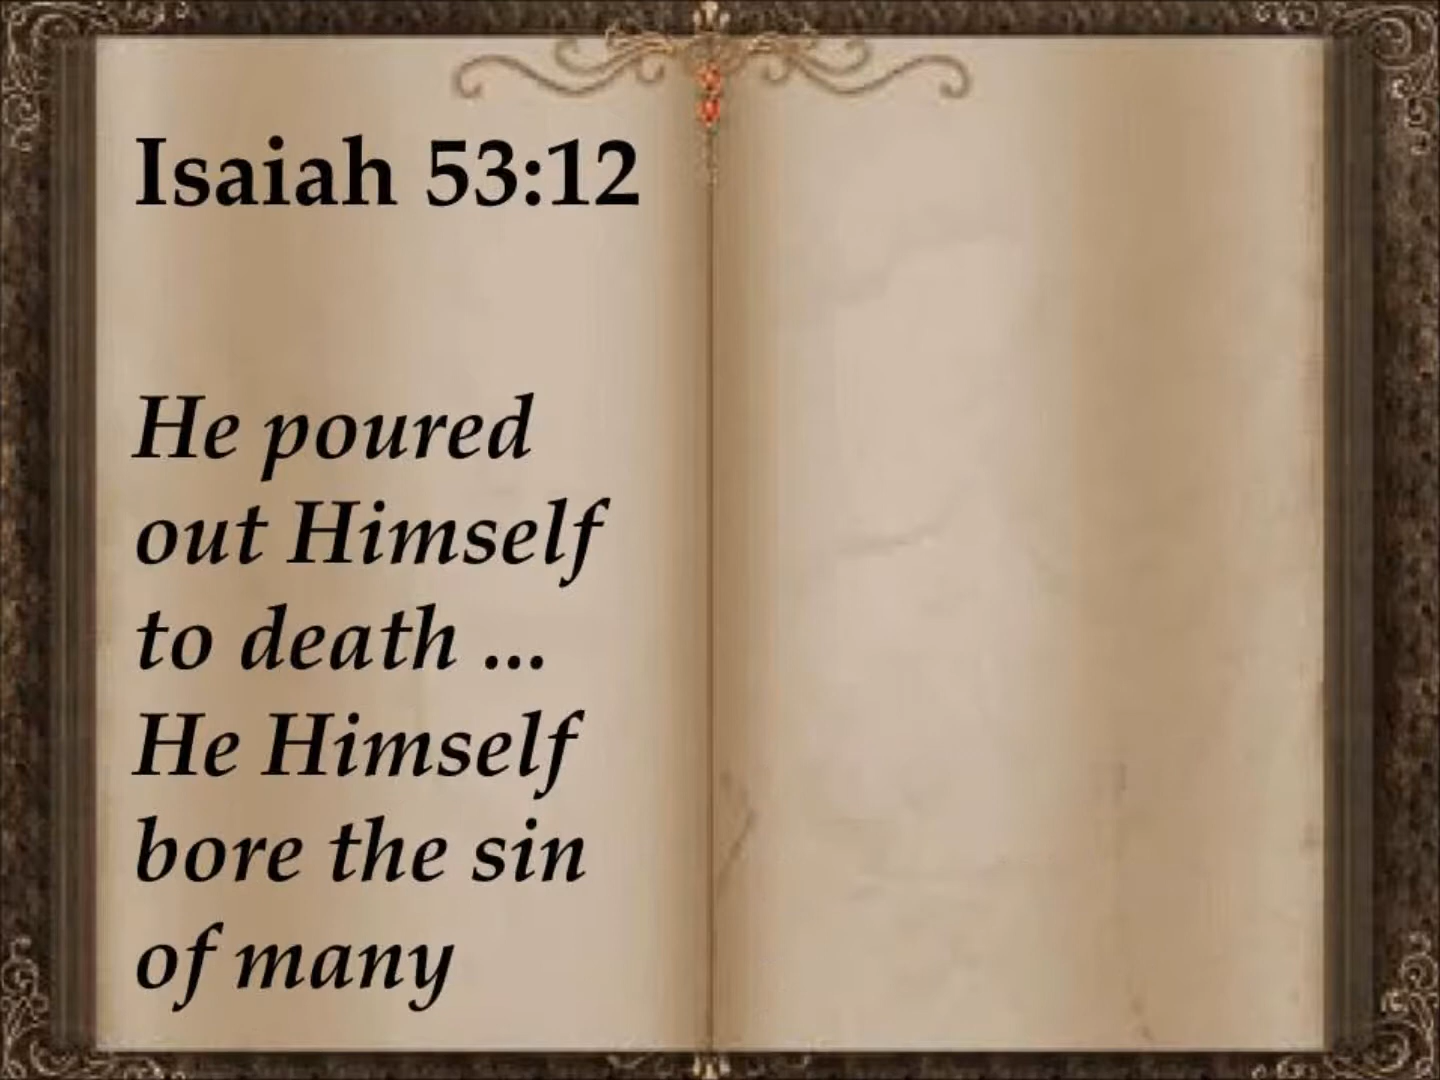 Isaiah 53:12
He poured
out Himself
to death ...
He Himself
bore the sin
of many